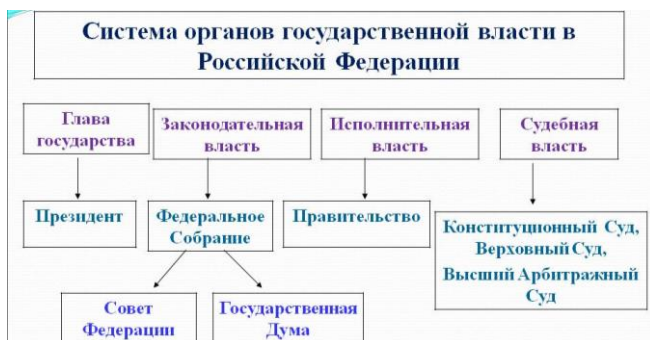 Система органов государственной власти в
Российской Федерации
Глава
государства
Законодательная
власть
Исполнительная
власть
Судебная
власть
Президент
Федеральное
Собрание
Правительство
Конституционный Суд,
Верховный Суд,
Высший Арбитражный
Суд
Совет
Федерации
Государственная
Дума